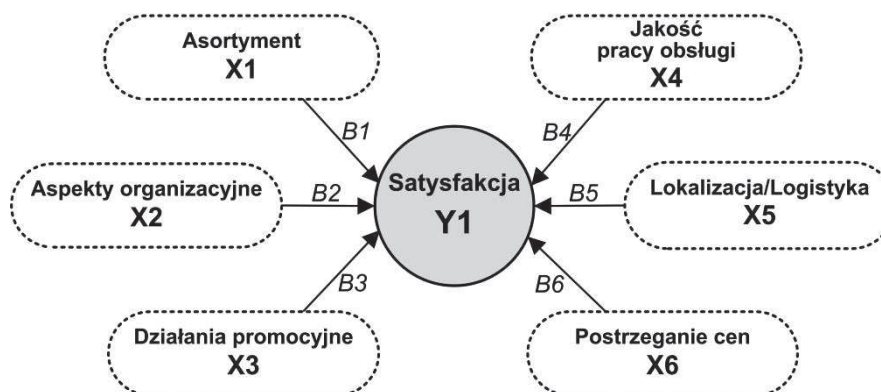 Asortyment
X1
Jakość
pracy obsługi
X4
B1
B4
Aspekty organizacyjne
X2
B2
Satysfakcja
Y1
B5
Lokalizacja/Logistyka
X5
B3
B6
Działania promocyjne
X3
Postrzeganie cen
X6